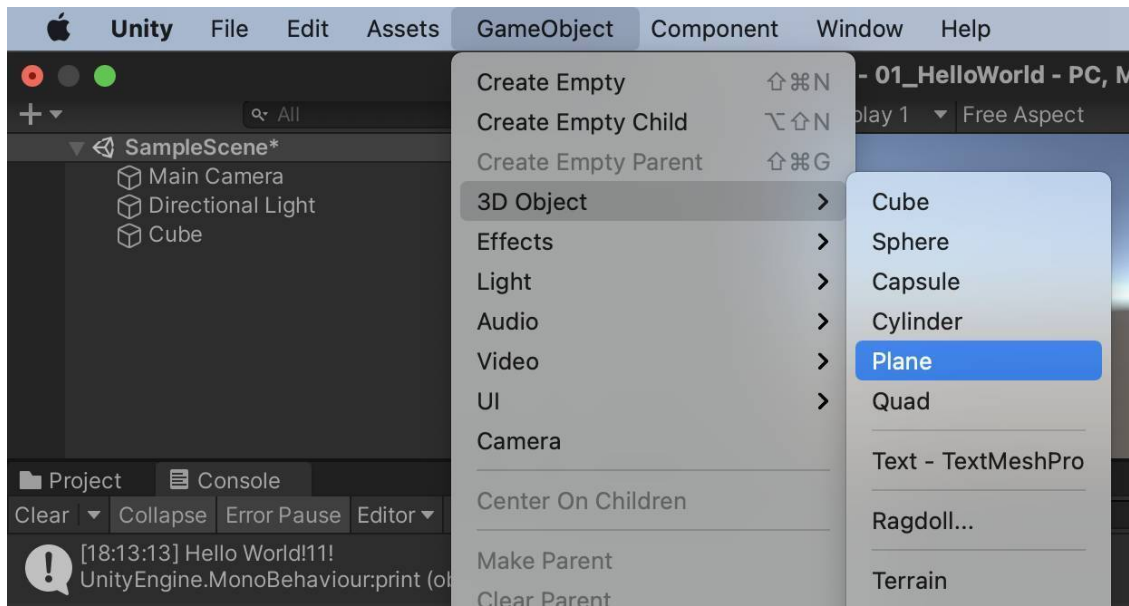 Unity File Edit Assets GameObject Component Window Help
- 01_HelloWorld - PC, M
All
play 1 Free Aspect
SampleScene*
Main Camera
Directional Light
Cube
Create Empty ⇧⌘N
Create Empty Child ⌥⇧N
Create Empty Parent ⇧⌘G
3D Object
Effects
Light
Audio
Video
UI
Camera
Center On Children
Make Parent
Clear Parent
Cube
Sphere
Capsule
Cylinder
Plane
Quad
Text - TextMeshPro
Ragdoll...
Terrain
Project Console
Clear Collapse Error Pause Editor
[18:13:13] Hello World!11!
UnityEngine.MonoBehaviour:print (ob